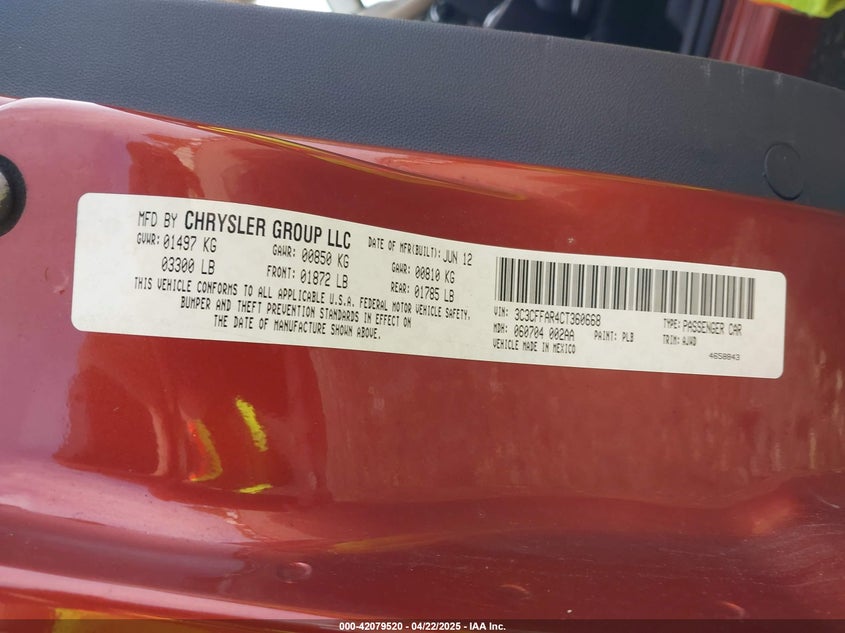 MFD BY CHRYSLER GROUP LLC DATE OF MFR(BUILT): JUN 12
GVWR: 01497 KG GAWR: 00850 KG GAWR: 00810 KG
03300 LB FRONT: 01872 LB REAR: 01785 LB
THIS VEHICLE CONFORMS TO ALL APPLICABLE U.S.A. FEDERAL MOTOR VEHICLE SAFETY,
BUMPER AND THEFT PREVENTION STANDARDS IN EFFECT ON
THE DATE OF MANUFACTURE SHOWN ABOVE.
VIN: 3C3CFFAR4CT360668 TYPE: PASSENGER CAR
MDH: 060704 002AA PAINT: PLB TRIM: AJWD
VEHICLE MADE IN MEXICO 4658843
000-42079520 - 04/22/2025 - IAA Inc.